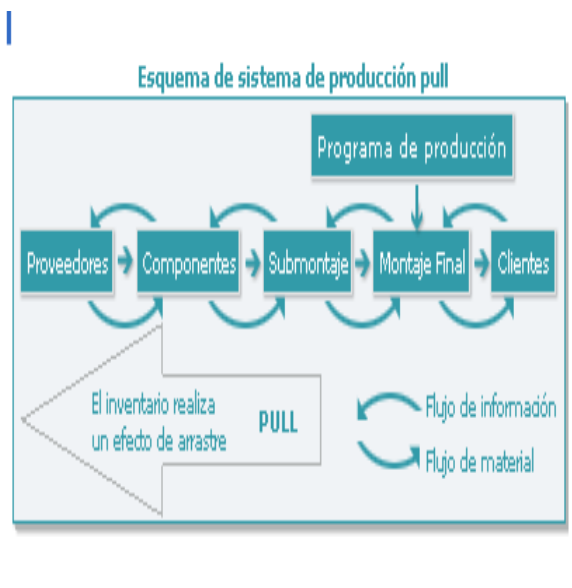 Esquema de sistema de producción pull
Programa de producción
Proveedores
Componentes
Submontaje
Montaje Final
Clientes
El inventario realiza
un efecto de arrastre
PULL
Flujo de información
Flujo de material